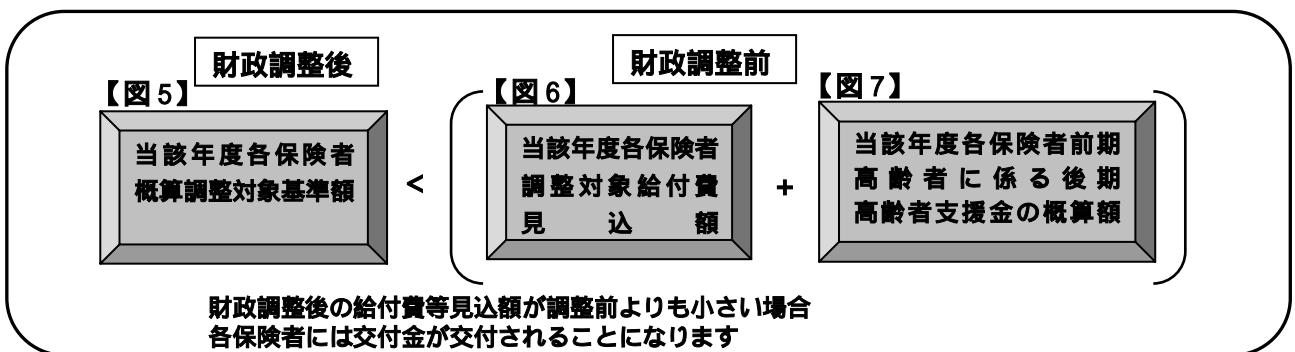 財政調整後
財政調整前
【図5】
【図6】
【図7】
当該年度各保険者
概算調整対象基準額
<
当該年度各保険者
調整対象給付費
見込額
+
当該年度各保険者前期
高齢者に係る後期
高齢者支援金の概算額
財政調整後の給付費等見込額が調整前よりも小さい場合
各保険者には交付金が交付されることになります